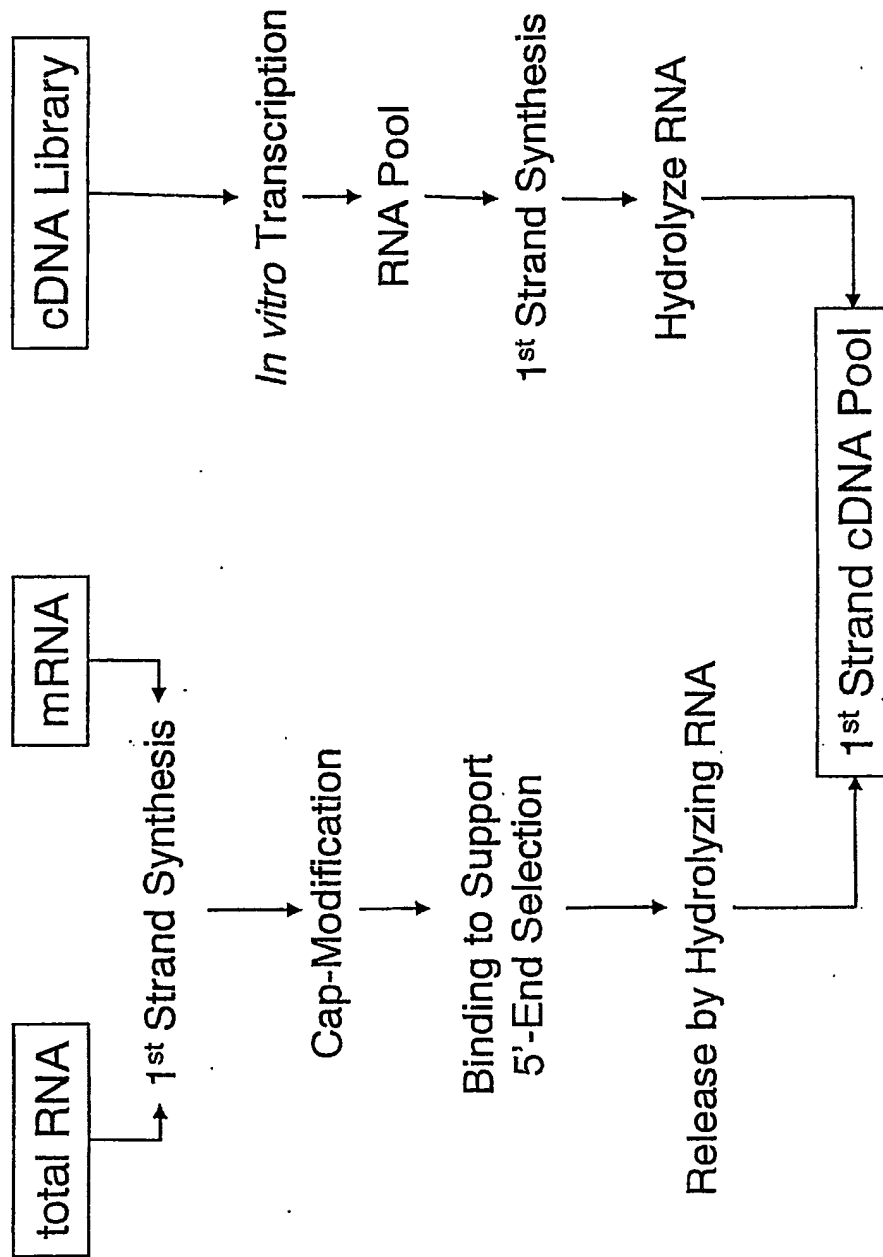 total RNA
mRNA
cDNA Library
1st Strand Synthesis
Cap-Modification
Binding to Support
5'-End Selection
Release by Hydrolyzing RNA
In vitro Transcription
RNA Pool
1st Strand Synthesis
Hydrolyze RNA
1st Strand cDNA Pool